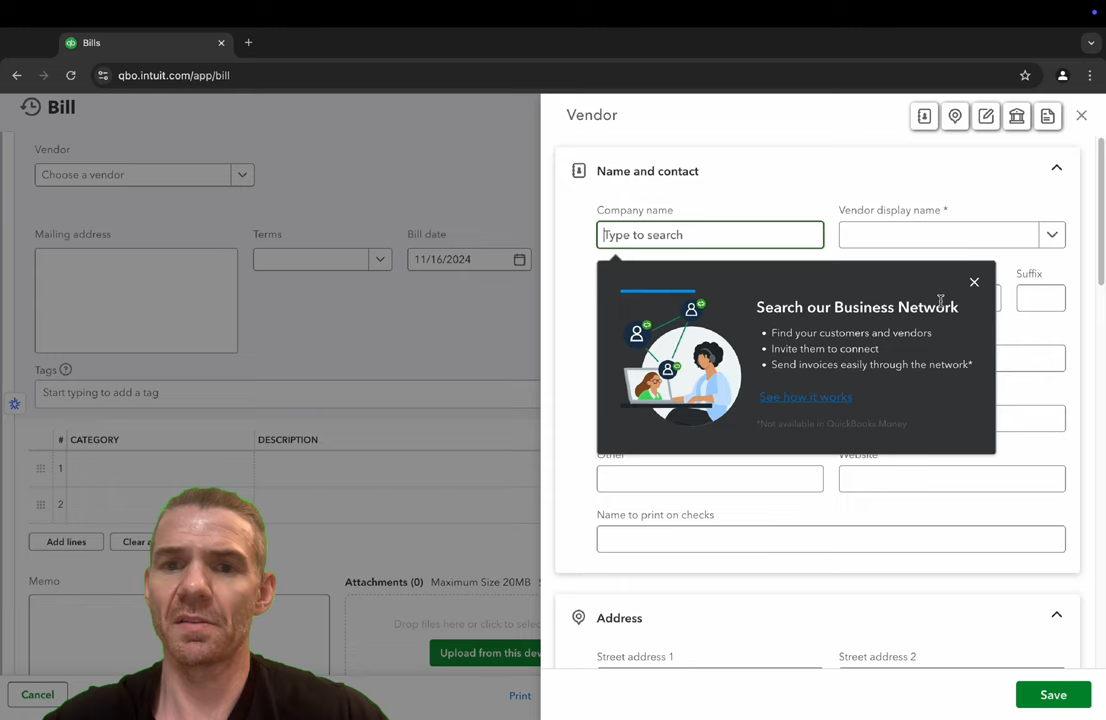 Bills
qbo.intuit.com/app/bill
Bill
Vendor
Choose a vendor
Mailing address
Terms
Bill date
11/16/2024
Tags
Start typing to add a tag
# CATEGORY DESCRIPTION
1
2
Add lines
Clear a
Memo
Attachments (0) Maximum Size 20MB
Drop files here or click to selec
Upload from this dev
Cancel
Print
Vendor
Name and contact
Company name
Type to search
Vendor display name *
Suffix
Search our Business Network
• Find your customers and vendors
• Invite them to connect
• Send invoices easily through the network*
See how it works
*Not available in QuickBooks Money
Other
Website
Name to print on checks
Address
Street address 1
Street address 2
Save